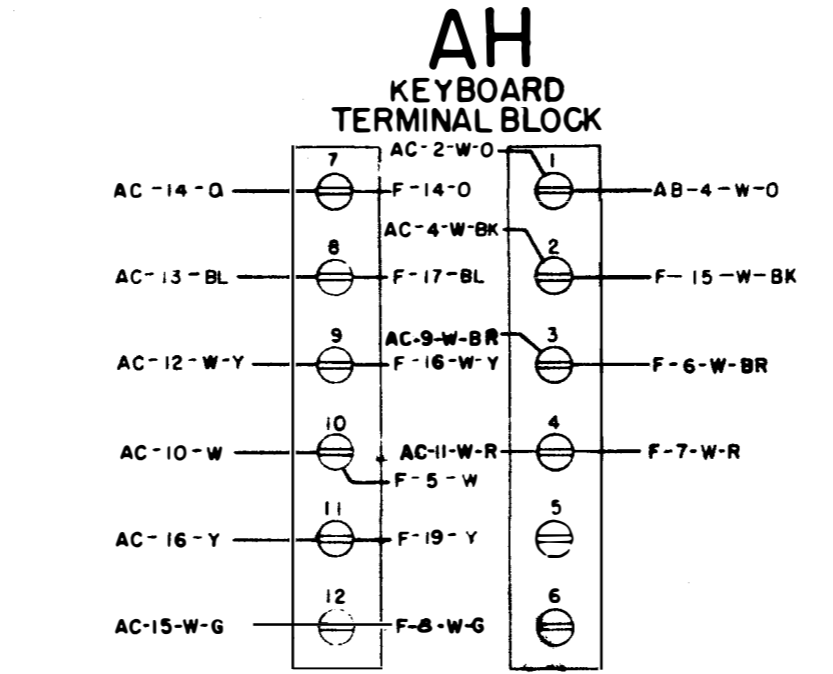 AH
KEYBOARD
TERMINAL BLOCK
AC-2-W-O
7
1
AC-14-O
F-14-O
AB-4-W-O
AC-4-W-BK
8
2
AC-13-BL
F-17-BL
F-15-W-BK
9
AC-9-W-BR
3
AC-12-W-Y
F-16-W-Y
F-6-W-BR
10
4
AC-10-W
AC-11-W-R
F-7-W-R
F-5-W
11
5
AC-16-Y
F-19-Y
12
6
AC-15-W-G
F-8-W-G